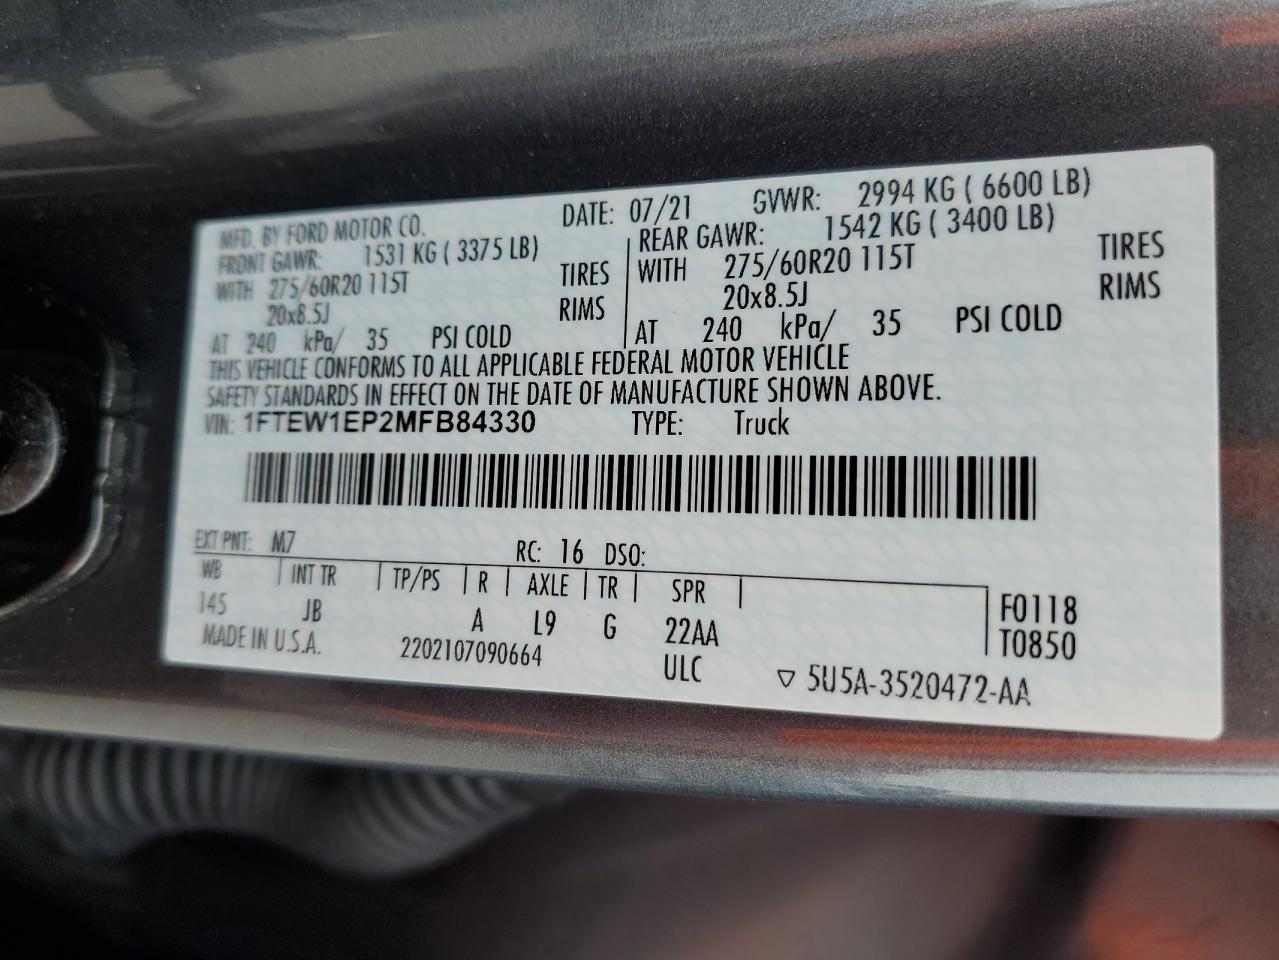 MFD. BY FORD MOTOR CO. DATE: 07/21 GVWR: 2994 KG ( 6600 LB)
FRONT GAWR: 1531 KG ( 3375 LB) REAR GAWR: 1542 KG ( 3400 LB)
WITH 275/60R20 115T TIRES WITH 275/60R20 115T TIRES
20x8.5J RIMS 20x8.5J RIMS
AT 240 kPa/ 35 PSI COLD AT 240 kPa/ 35 PSI COLD
THIS VEHICLE CONFORMS TO ALL APPLICABLE FEDERAL MOTOR VEHICLE
SAFETY STANDARDS IN EFFECT ON THE DATE OF MANUFACTURE SHOWN ABOVE.
VIN: 1FTEW1EP2MFB84330 TYPE: Truck
EXT PNT: M7 RC: 16 DSO:
WB INT TR TP/PS R AXLE TR SPR F0118
145 JB A L9 G 22AA T0850
MADE IN U.S.A. 2202107090664 ULC ▽ 5U5A-3520472-AA